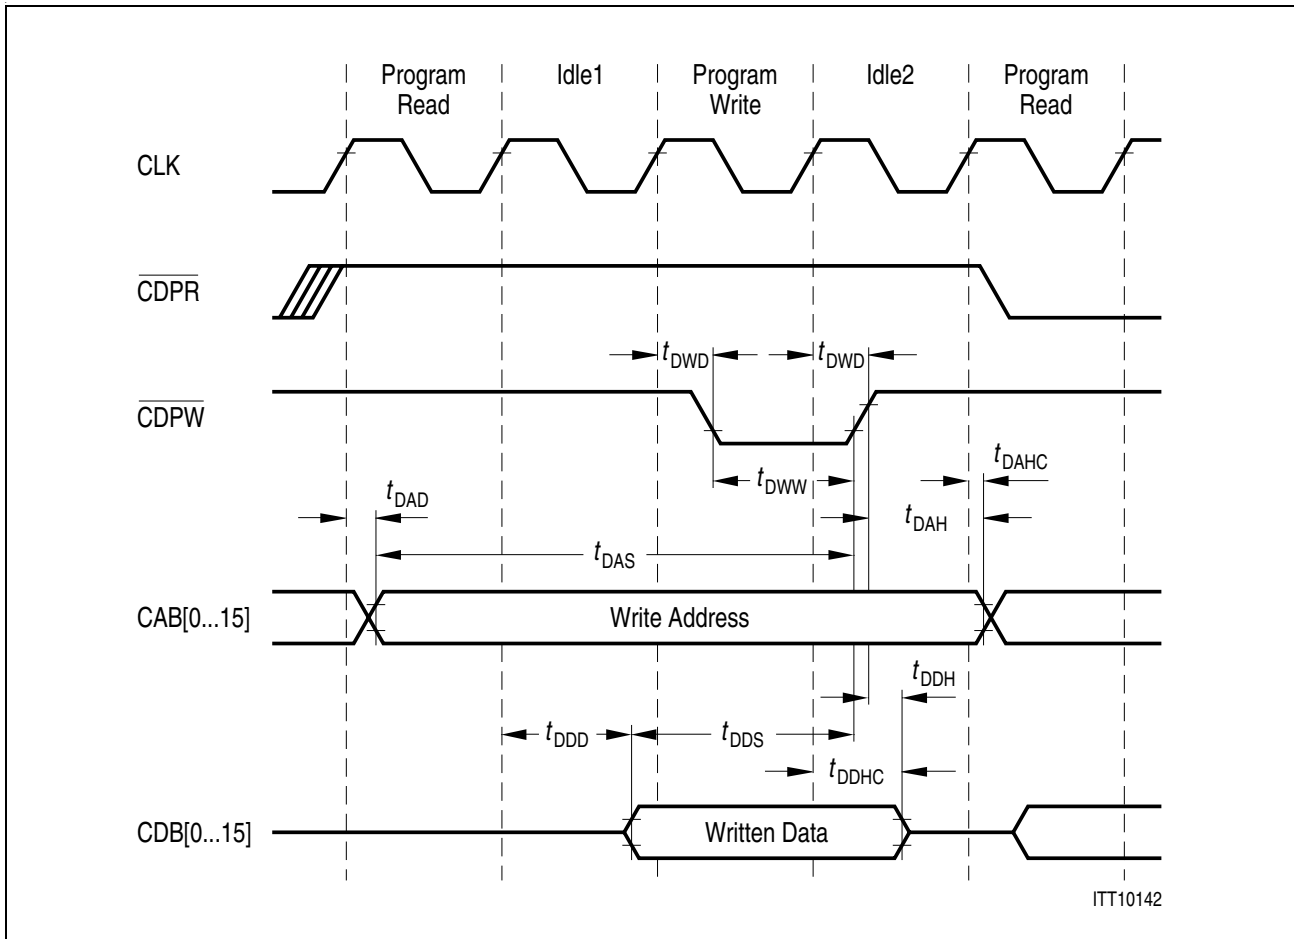 Program
Read
Idle1
Program
Write
Idle2
Program
Read
CLK
CDPR
tDWD
tDWD
CDPW
tDWW
tDAHC
tDAD
tDAH
tDAS
CAB[0...15]
Write Address
tDDH
tDDD
tDDS
tDDHC
CDB[0...15]
Written Data
ITT10142